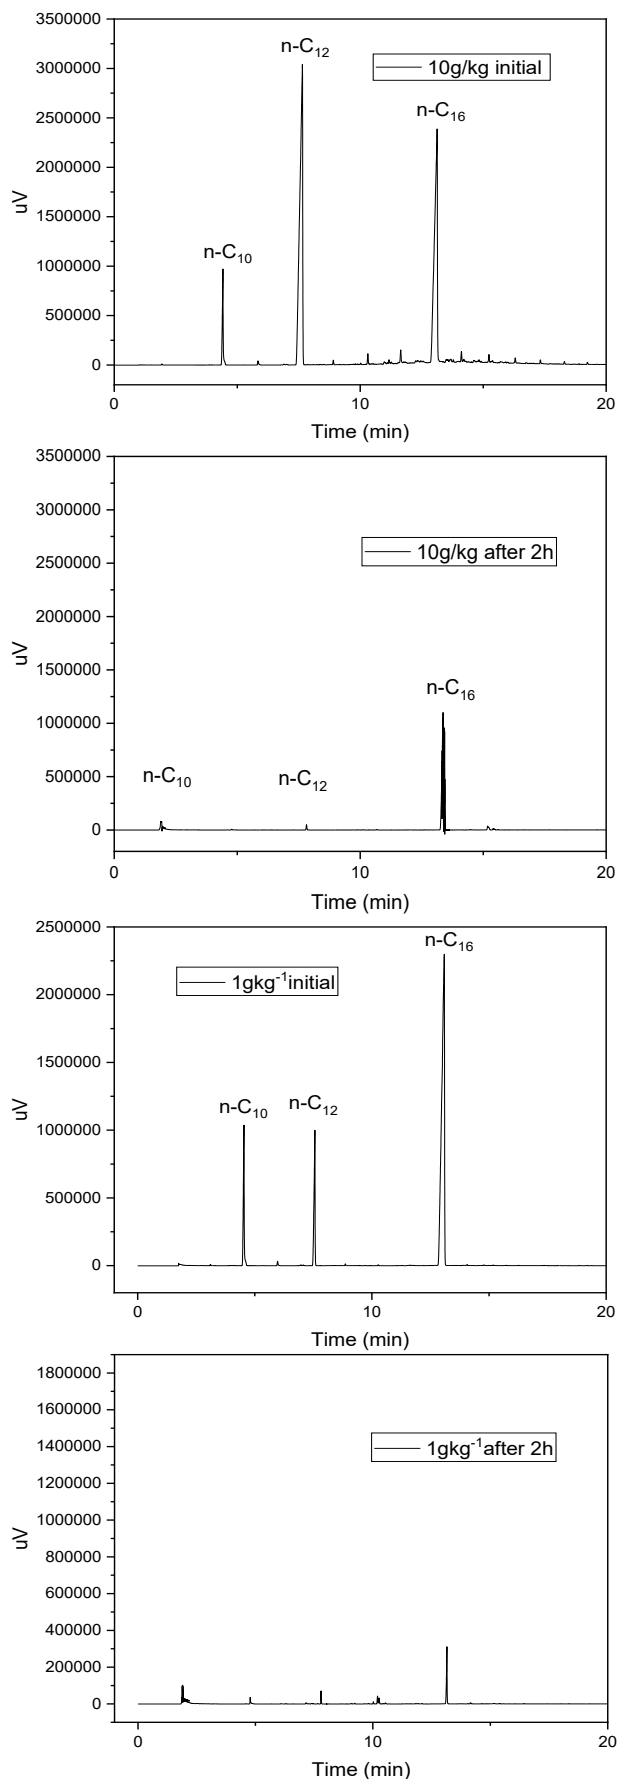 3500000
3000000
2500000
2000000
1500000
1000000
500000
0
uV
n-C₁₂
10g/kg initial
n-C₁₆
n-C₁₀
0 10 20
Time (min)
3500000
3000000
2500000
2000000
1500000
1000000
500000
0
uV
10g/kg after 2h
n-C₁₆
n-C₁₀
n-C₁₂
0 10 20
Time (min)
2500000
2000000
1500000
1000000
500000
0
uV
n-C₁₆
1gkg⁻¹initial
n-C₁₀
n-C₁₂
0 10 20
Time (min)
1800000
1600000
1400000
1200000
1000000
800000
600000
400000
200000
0
uV
1gkg⁻¹after 2h
0 10 20
Time (min)